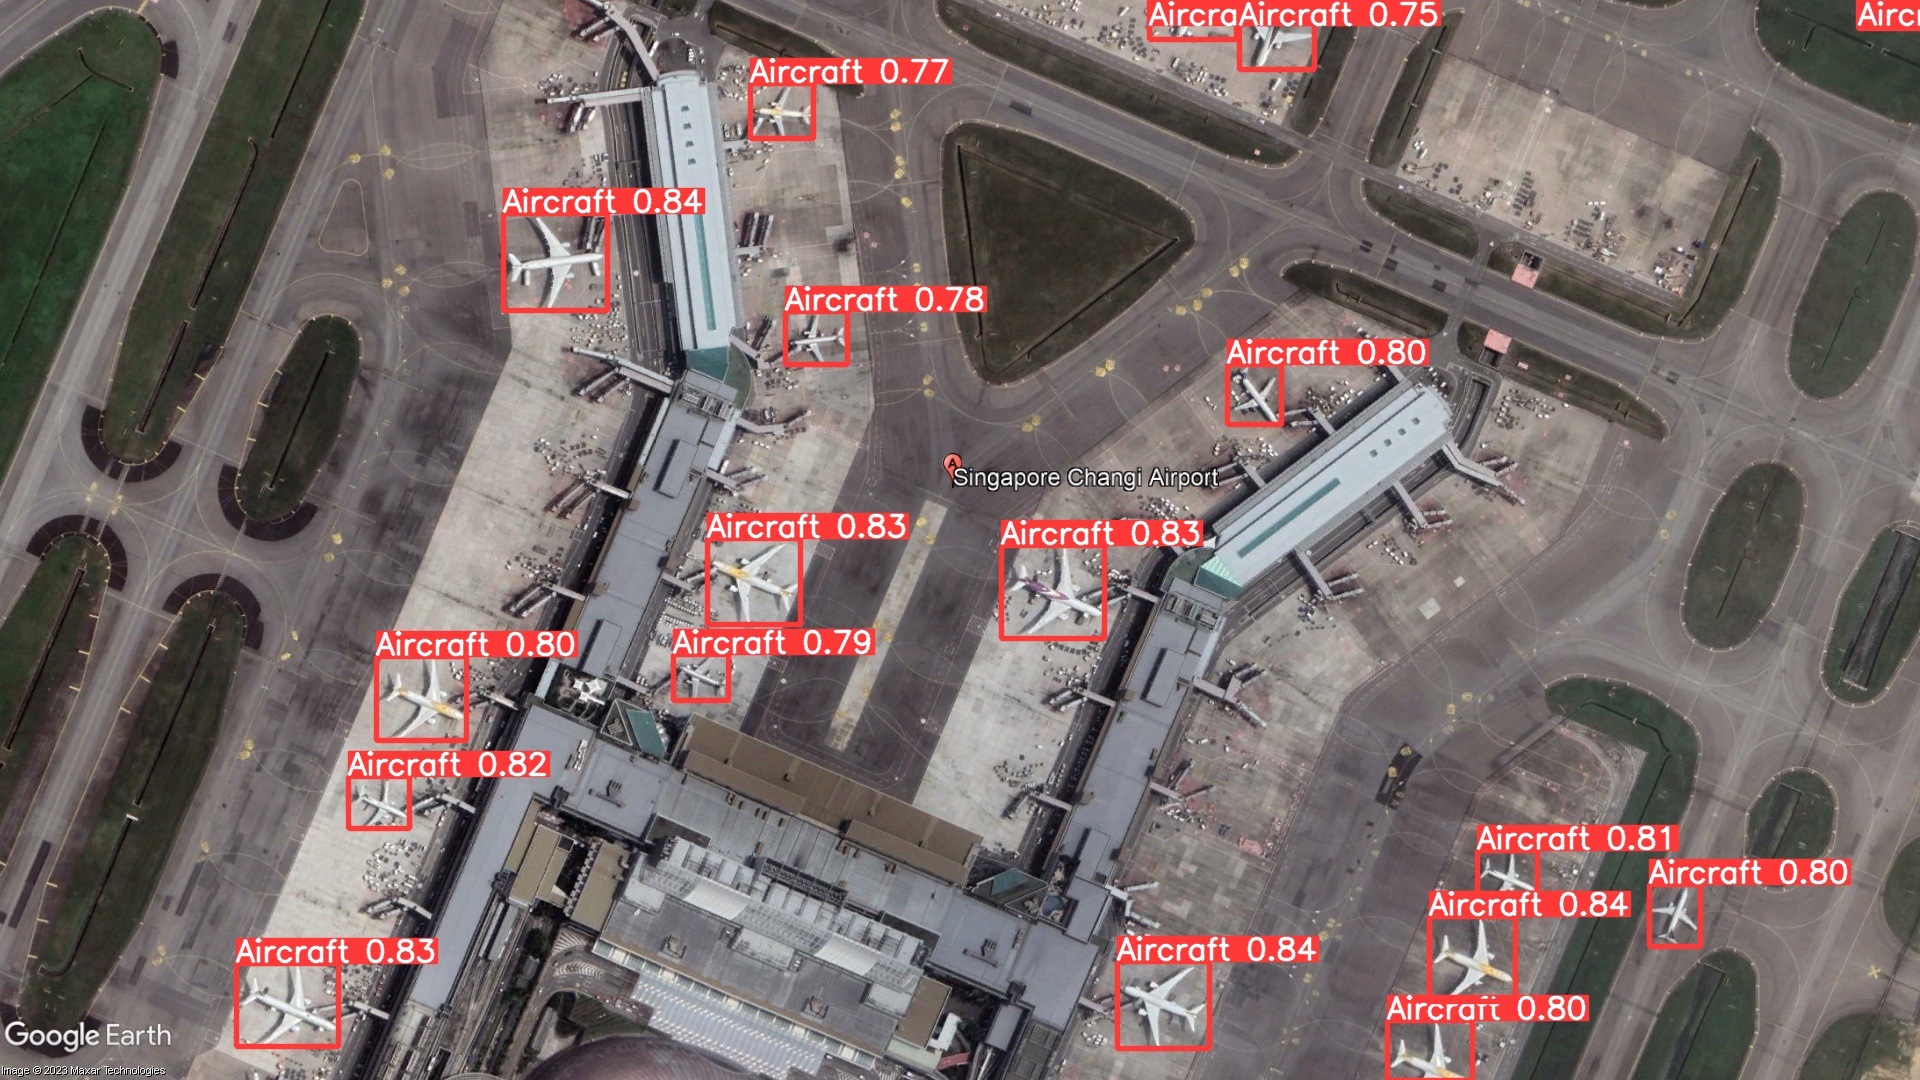 Aircra
Aircraft 0.75
Airc
Aircraft 0.77
Aircraft 0.84
Aircraft 0.78
Aircraft 0.80
A
Singapore Changi Airport
Aircraft 0.83
Aircraft 0.83
Aircraft 0.80
Aircraft 0.79
Aircraft 0.82
Aircraft 0.81
Aircraft 0.80
Aircraft 0.84
Aircraft 0.83
Aircraft 0.84
Aircraft 0.80
Google Earth
Image © 2023 Maxar Technologies